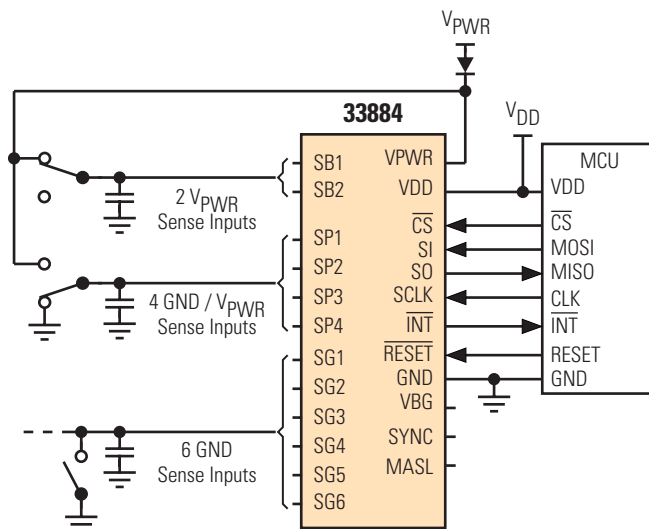 VPWR
33884
VDD
MCU
SB1
SB2
SP1
SP2
SP3
SP4
SG1
SG2
SG3
SG4
SG5
SG6
VPWR
VDD
CS
SI
SO
SCLK
INT
RESET
GND
VBG
SYNC
MASL
VDD
CS
MOSI
MISO
CLK
INT
RESET
GND
2 VPWR
Sense Inputs
4 GND / VPWR
Sense Inputs
6 GND
Sense Inputs